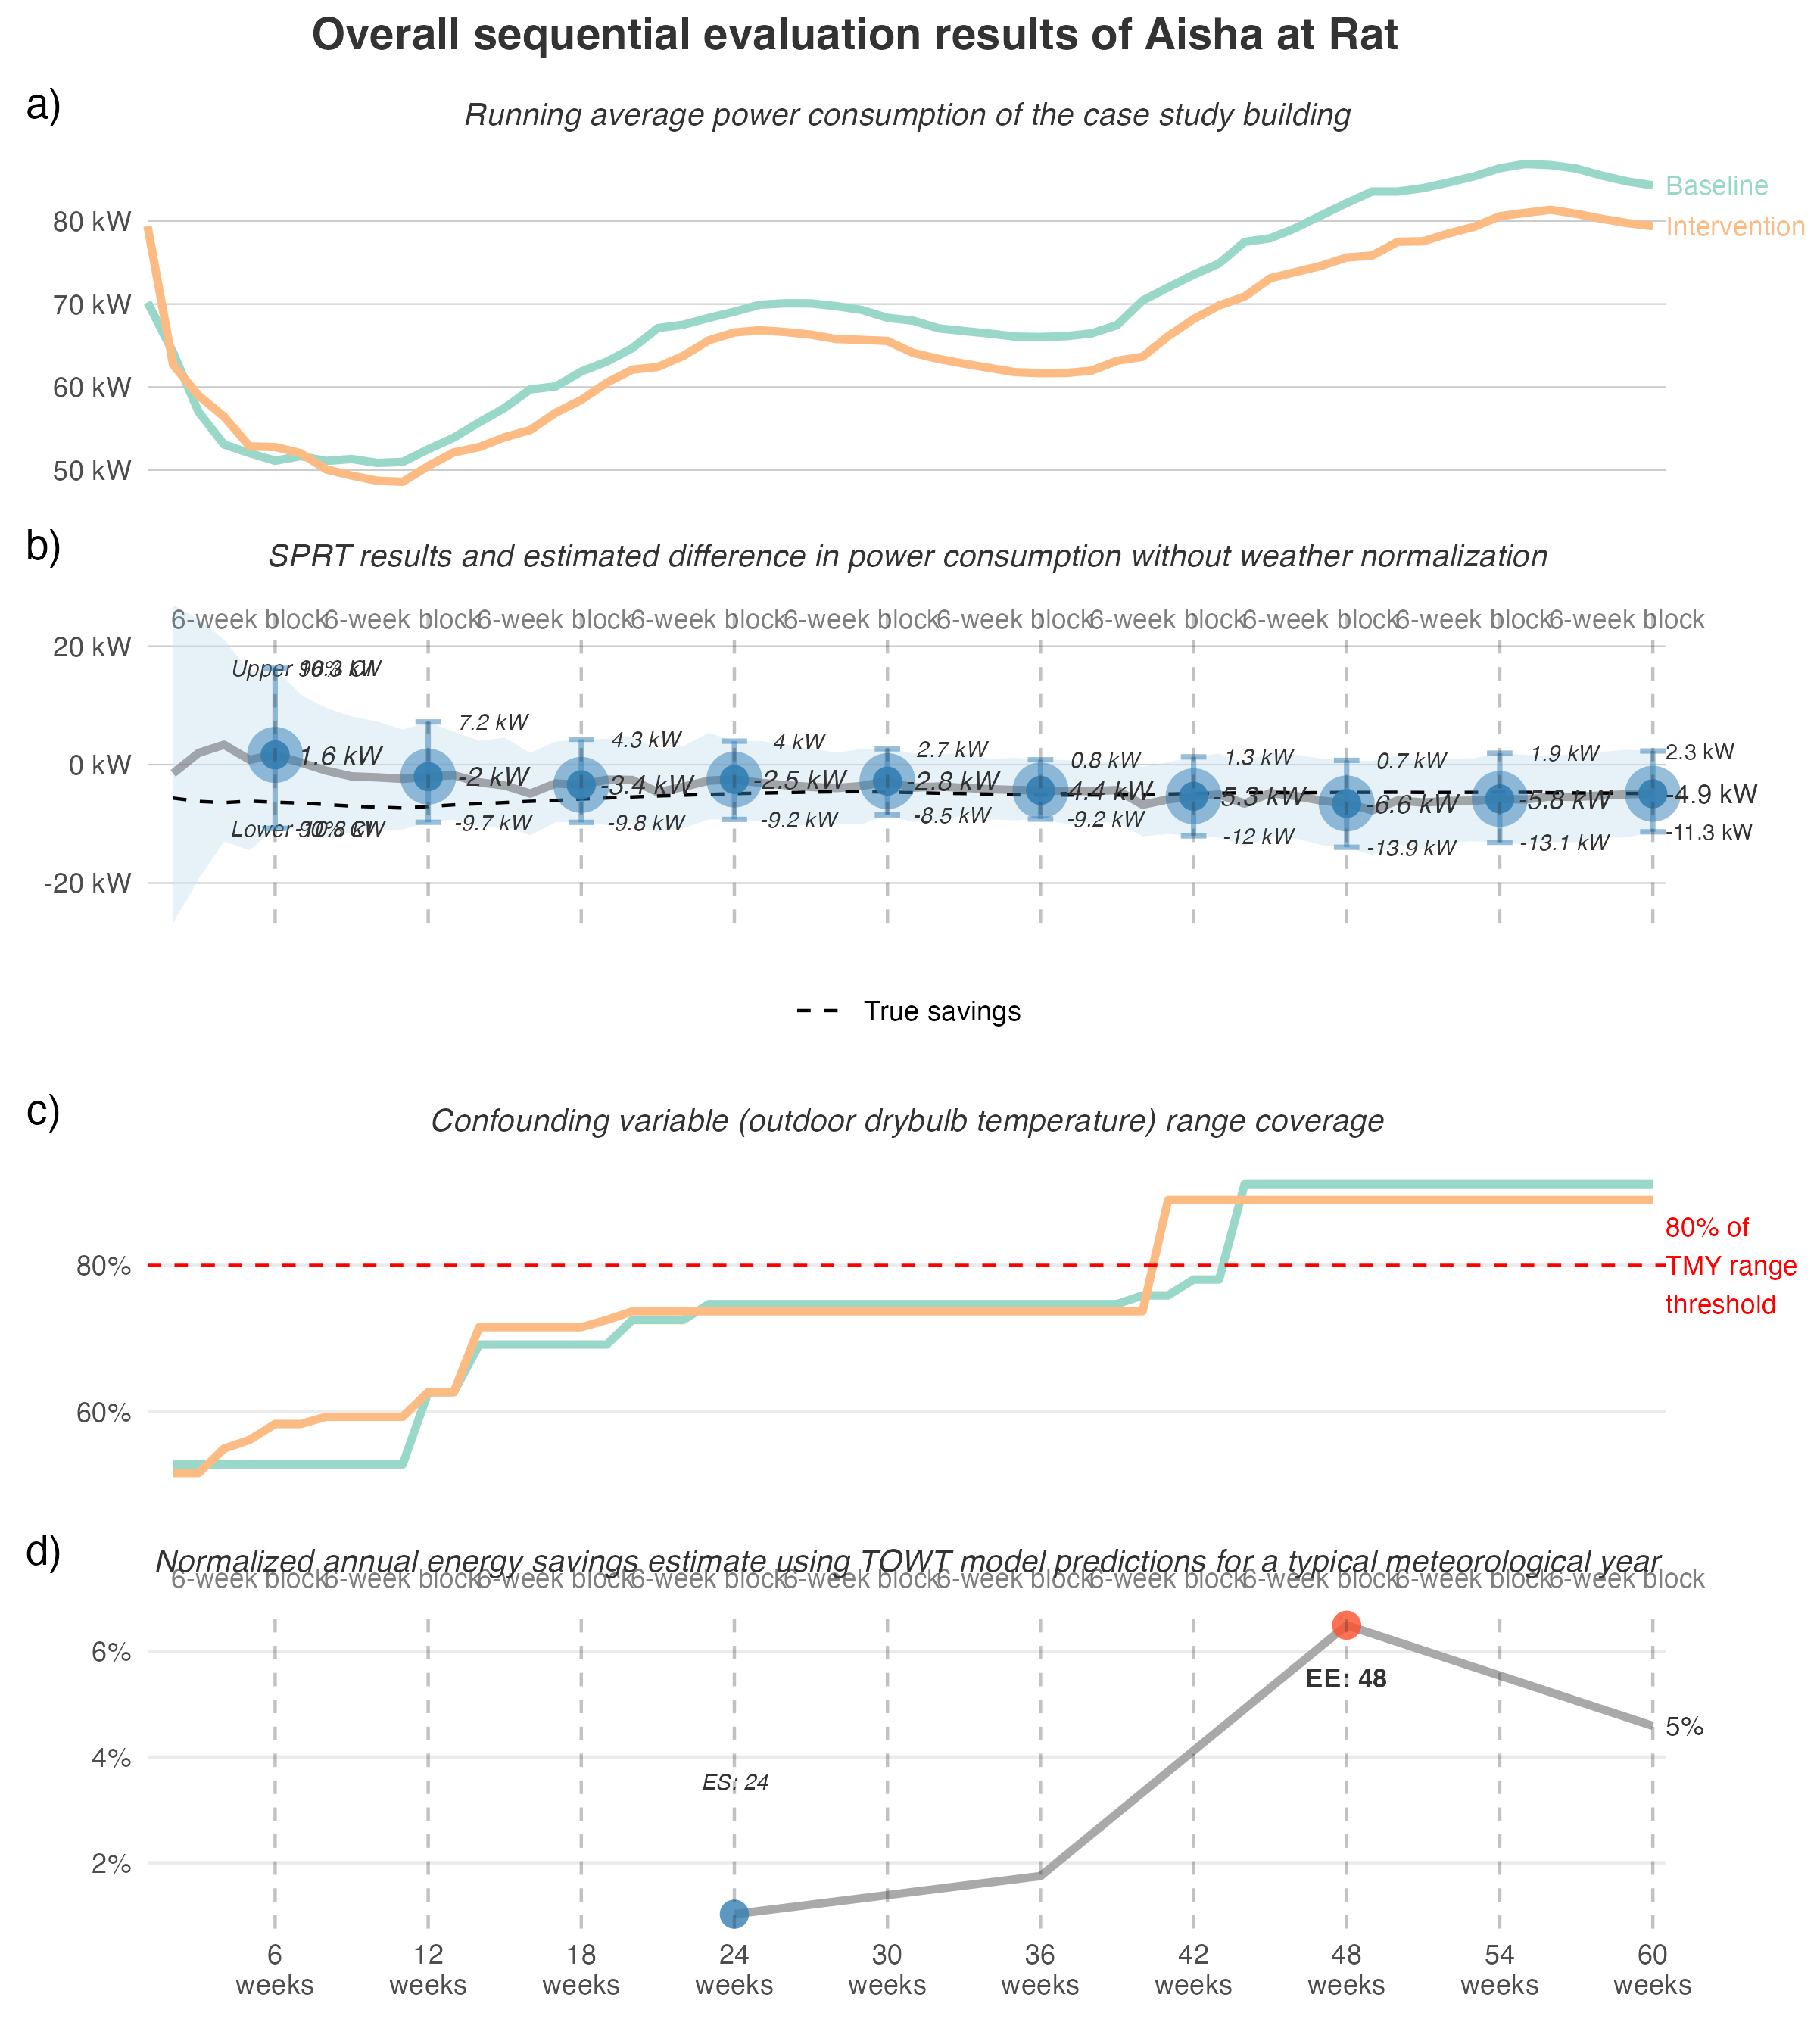 Overall sequential evaluation results of Aisha at Rat
a)
Running average power consumption of the case study building
80 kW
70 kW
60 kW
50 kW
Baseline
Intervention
b)
SPRT results and estimated difference in power consumption without weather normalization
6-week block 6-week block 6-week block 6-week block 6-week block 6-week block 6-week block 6-week block 6-week block 6-week block
20 kW
0 kW
-20 kW
Upper 90% CI 16.3 kW
7.2 kW
4.3 kW
4 kW
2.7 kW
0.8 kW
1.3 kW
0.7 kW
1.9 kW
2.3 kW
1.6 kW
-2 kW
-3.4 kW
-2.5 kW
-2.8 kW
-4.4 kW
-5.3 kW
-6.6 kW
-5.8 kW
-4.9 kW
Lower 90% CI -10.8 kW
-9.7 kW
-9.8 kW
-9.2 kW
-8.5 kW
-9.2 kW
-12 kW
-13.9 kW
-13.1 kW
-11.3 kW
True savings
c)
Confounding variable (outdoor drybulb temperature) range coverage
80%
60%
80% of
TMY range
threshold
d)
Normalized annual energy savings estimate using TOWT model predictions for a typical meteorological year
6-week block 6-week block 6-week block 6-week block 6-week block 6-week block 6-week block 6-week block 6-week block 6-week block
6%
4%
2%
EE: 48
5%
ES: 24
6 12 18 24 30 36 42 48 54 60
weeks weeks weeks weeks weeks weeks weeks weeks weeks weeks